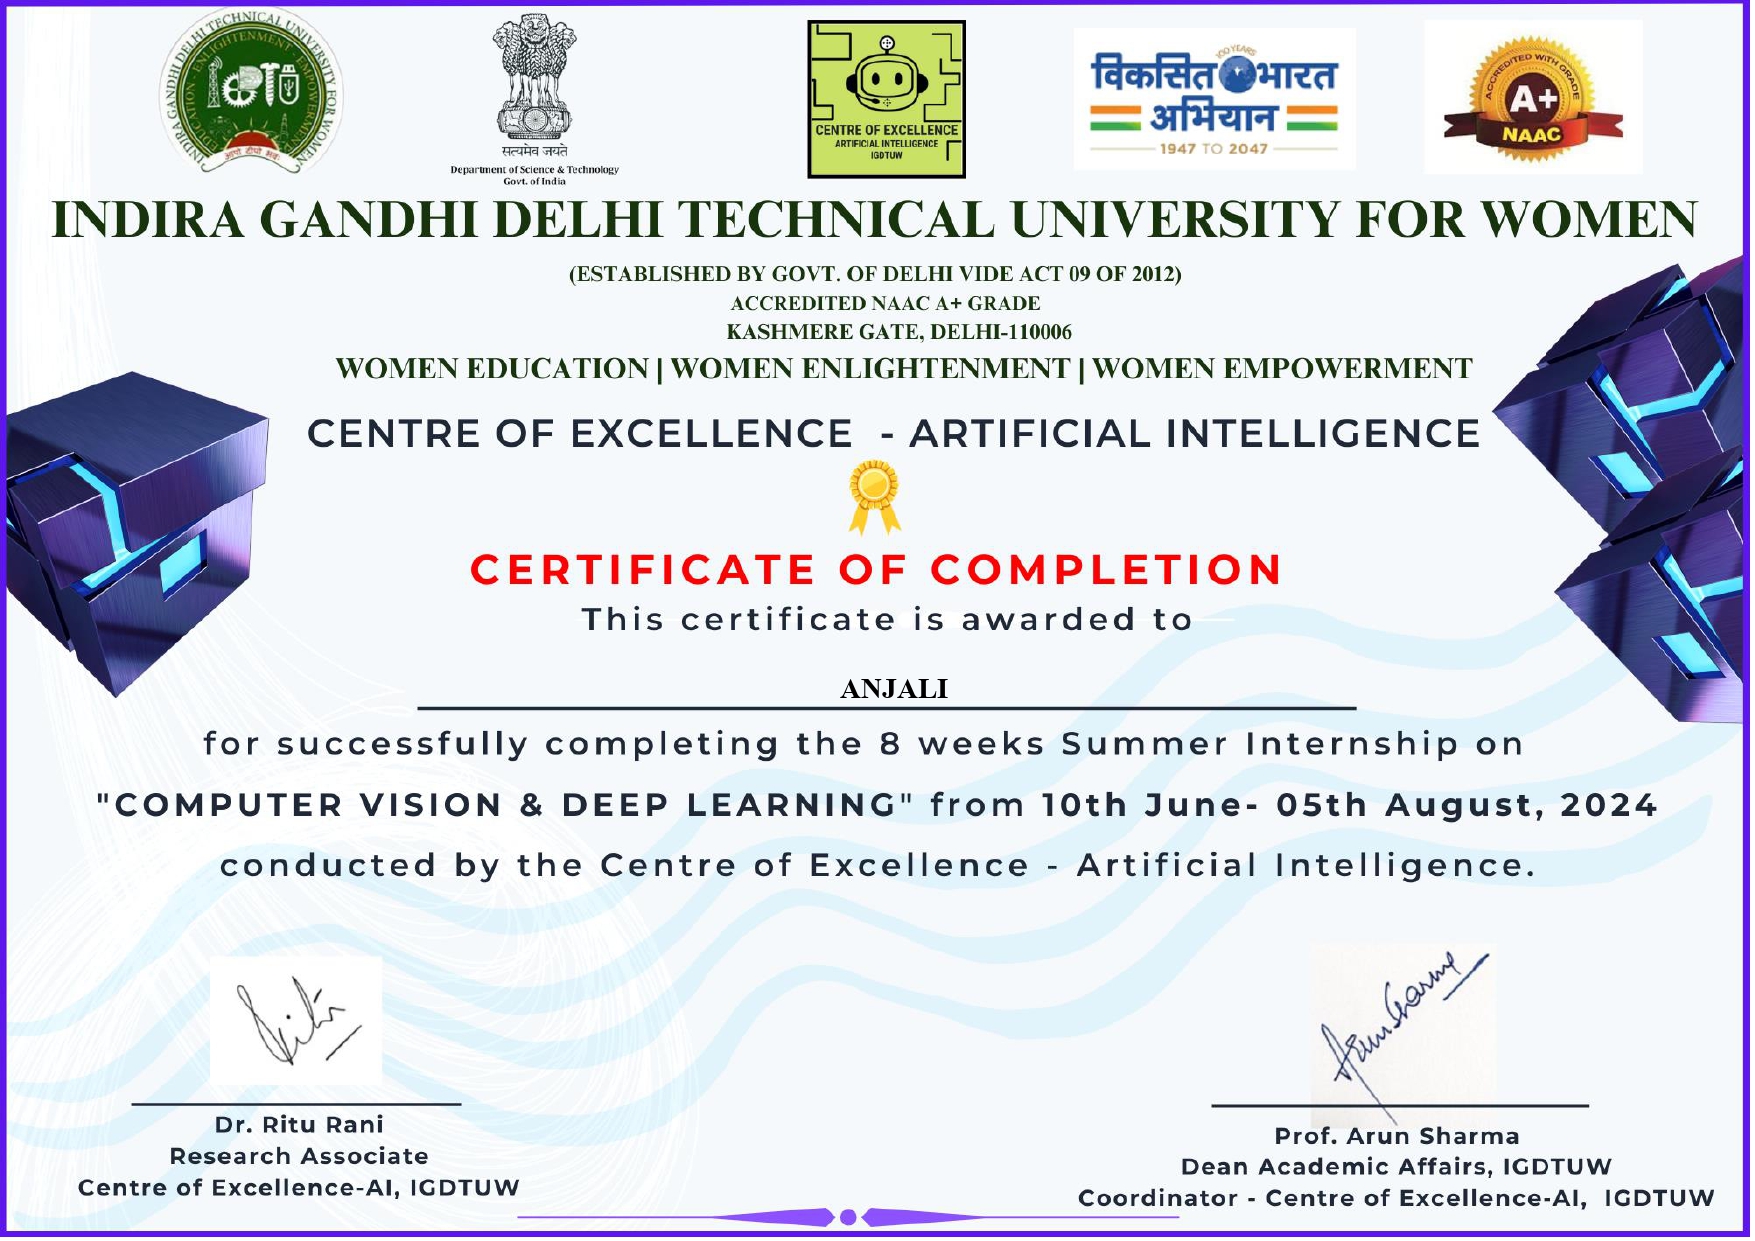 INDIRA GANDHI DELHI TECHNICAL UNIVERSITY FOR WOMEN
EDUCATION · ENLIGHTENMENT · EMPOWERMENT
सत्यमेव जयते
Department of Science & Technology
Govt. of India
CENTRE OF EXCELLENCE
ARTIFICIAL INTELLIGENCE
IGDTUW
100 YEARS
विकसित भारत
अभियान
1947 TO 2047
ACCREDITED WITH GRADE
A+
NAAC
INDIRA GANDHI DELHI TECHNICAL UNIVERSITY FOR WOMEN
(ESTABLISHED BY GOVT. OF DELHI VIDE ACT 09 OF 2012)
ACCREDITED NAAC A+ GRADE
KASHMERE GATE, DELHI-110006
WOMEN EDUCATION | WOMEN ENLIGHTENMENT | WOMEN EMPOWERMENT
CENTRE OF EXCELLENCE - ARTIFICIAL INTELLIGENCE
CERTIFICATE OF COMPLETION
This certificate is awarded to
ANJALI
for successfully completing the 8 weeks Summer Internship on
"COMPUTER VISION & DEEP LEARNING" from 10th June- 05th August, 2024
conducted by the Centre of Excellence - Artificial Intelligence.
Arun Sharma
Dr. Ritu Rani
Research Associate
Centre of Excellence-AI, IGDTUW
Prof. Arun Sharma
Dean Academic Affairs, IGDTUW
Coordinator - Centre of Excellence-AI, IGDTUW